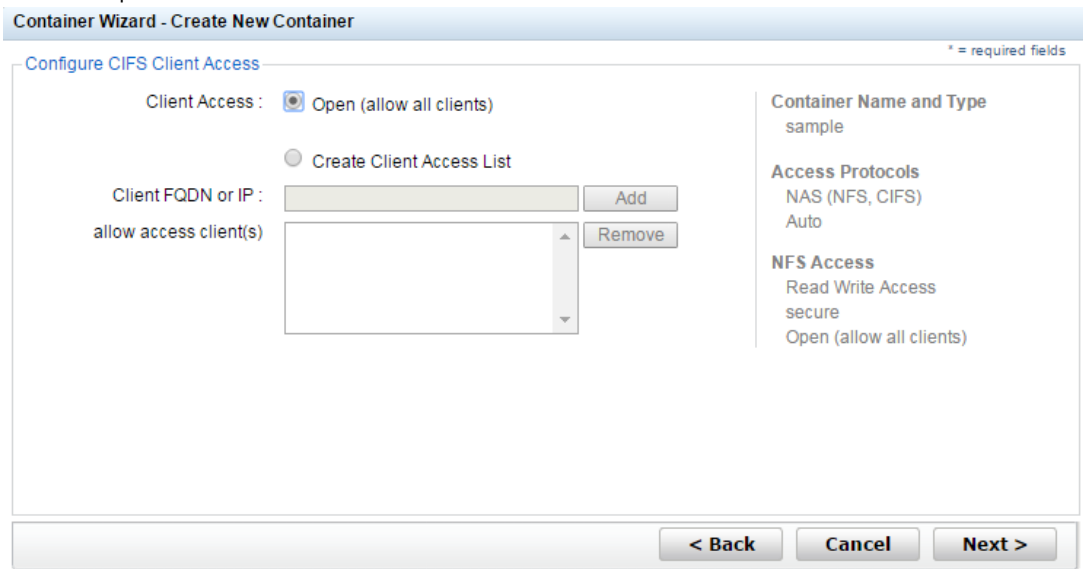 Container Wizard - Create New Container
* = required fields
Configure CIFS Client Access
Client Access : Open (allow all clients)
Create Client Access List
Client FQDN or IP : Add
allow access client(s) Remove
Container Name and Type
sample
Access Protocols
NAS (NFS, CIFS)
Auto
NFS Access
Read Write Access
secure
Open (allow all clients)
< Back Cancel Next >